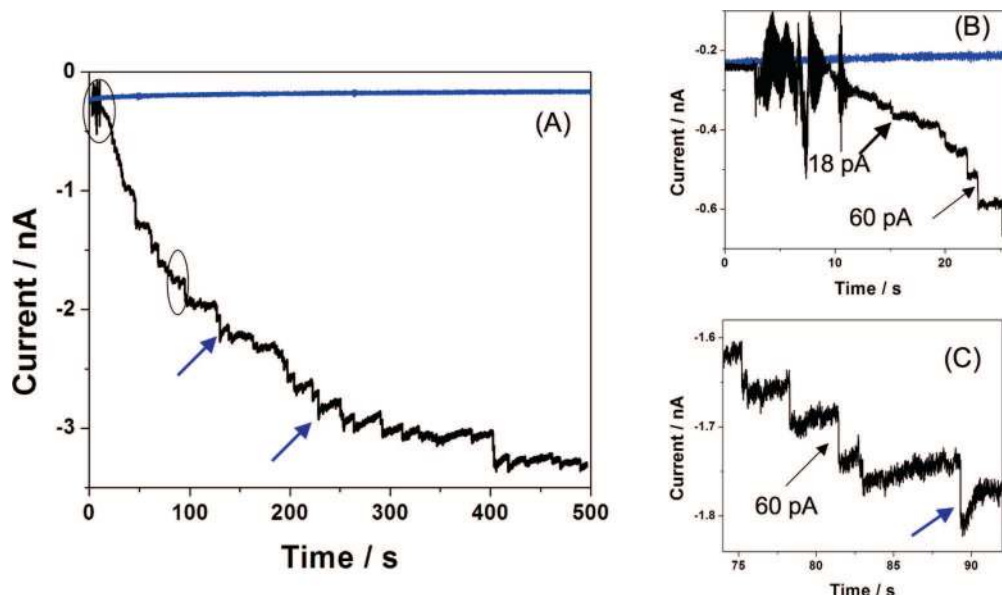 (A)
0
-1
-2
-3
Current / nA
0 100 200 300 400 500
Time / s
(B)
-0.2
-0.4
-0.6
Current / nA
18 pA
60 pA
0 10 20
Time / s
(C)
-1.6
-1.7
-1.8
Current / nA
60 pA
75 80 85 90
Time / s